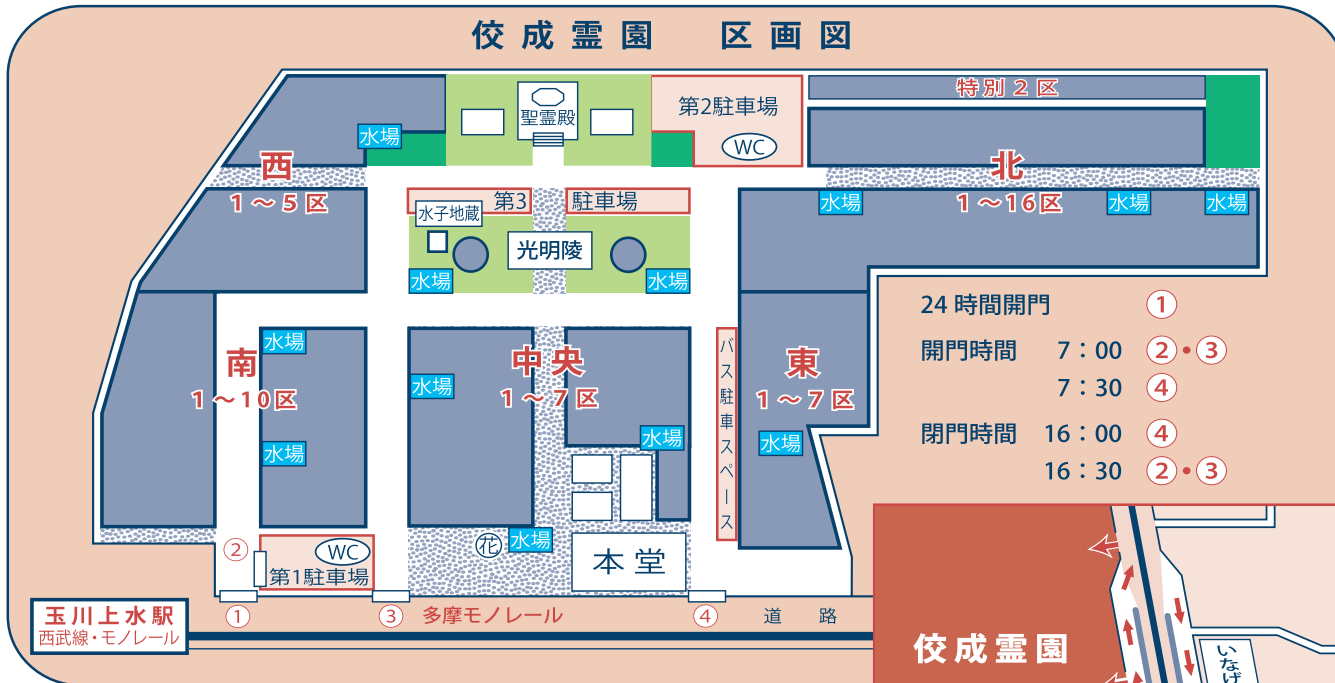 佼成霊園　区画図
聖霊殿
第2駐車場
WC
特別２区
水場
西
1〜5区
北
1〜16区
水場
水場
水場
第3
駐車場
水子地蔵
光明陵
水場
水場
24時間開門　①
開門時間　7：00　②・③
7：30　④
閉門時間　16：00　④
16：30　②・③
南
1〜10区
水場
水場
中央
1〜7区
水場
水場
バス駐車スペース
東
1〜7区
水場
花
水場
本堂
②
WC
第1駐車場
①
③
多摩モノレール
④
道路
玉川上水駅
西武線・モノレール
佼成霊園
いなげ